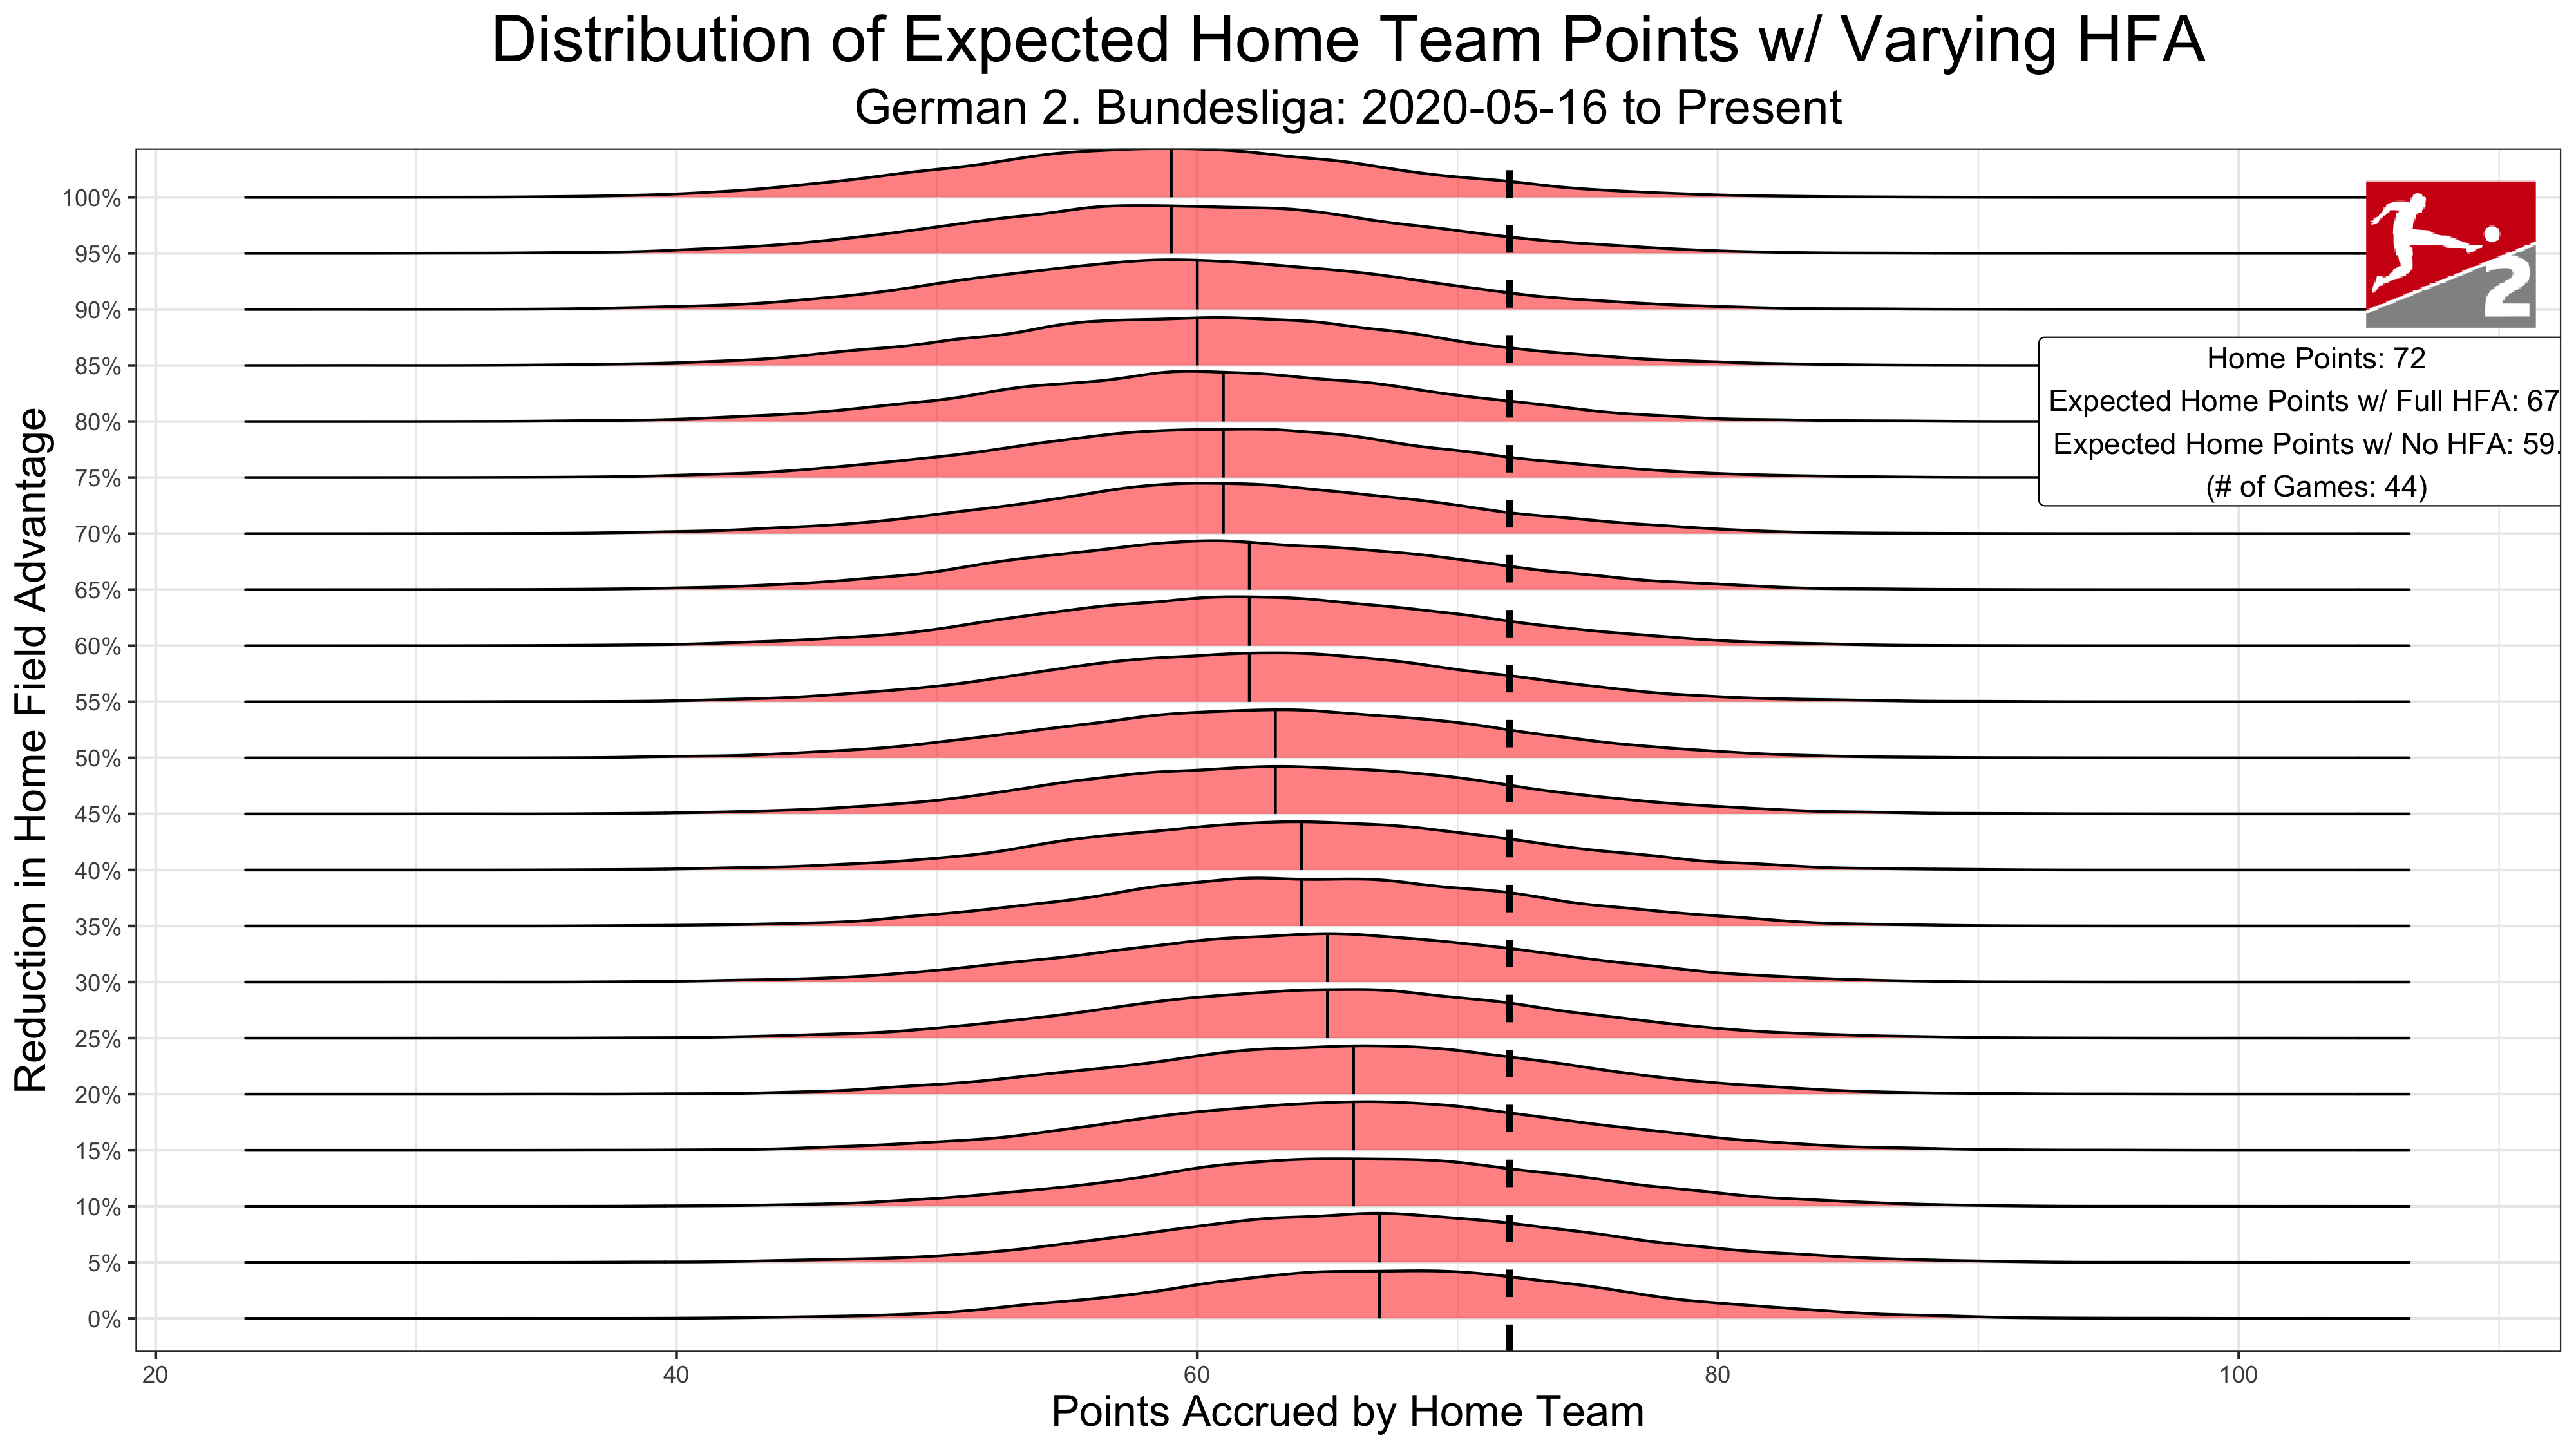 Distribution of Expected Home Team Points w/ Varying HFA
German 2. Bundesliga: 2020-05-16 to Present
Reduction in Home Field Advantage
100%
95%
90%
85%
80%
75%
70%
65%
60%
55%
50%
45%
40%
35%
30%
25%
20%
15%
10%
5%
0%
2
Home Points: 72
Expected Home Points w/ Full HFA: 67
Expected Home Points w/ No HFA: 59.
(# of Games: 44)
20 40 60 80 100
Points Accrued by Home Team